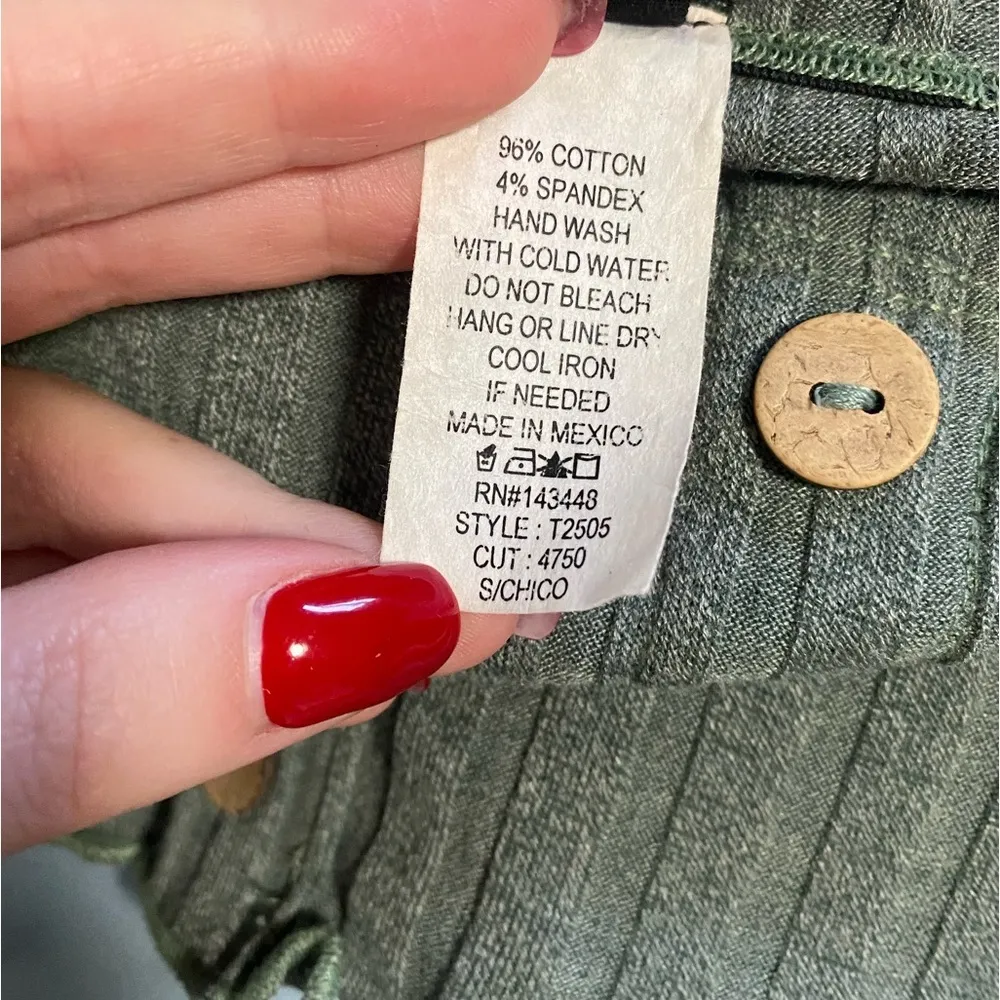 96% COTTON
4% SPANDEX
HAND WASH
WITH COLD WATER
DO NOT BLEACH
HANG OR LINE DRY
COOL IRON
IF NEEDED
MADE IN MEXICO
RN#143448
STYLE : T2505
CUT : 4750
S/CHICO